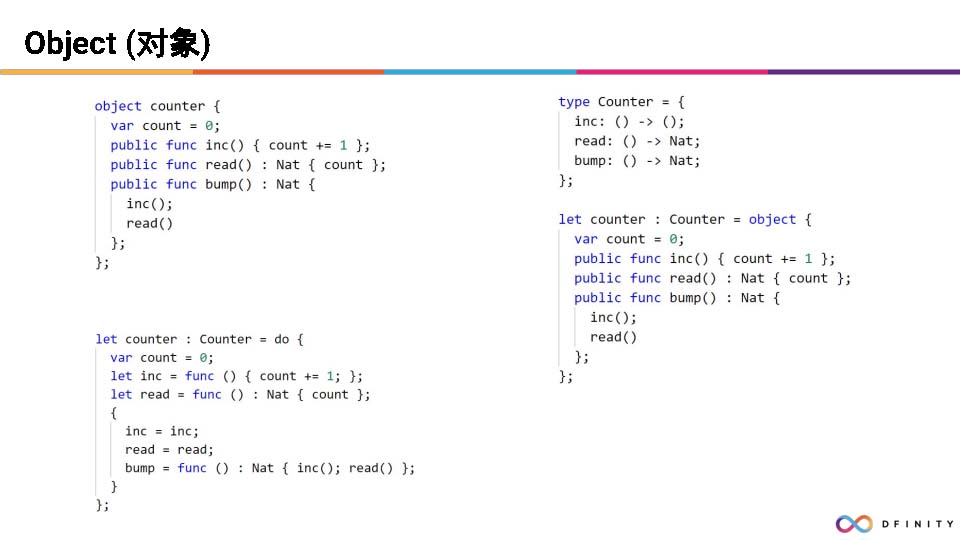 Object (对象)
object counter {
  var count = 0;
  public func inc() { count += 1 };
  public func read() : Nat { count };
  public func bump() : Nat {
    inc();
    read()
  };
};
let counter : Counter = do {
  var count = 0;
  let inc = func () { count += 1; };
  let read = func () : Nat { count };
  {
    inc = inc;
    read = read;
    bump = func () : Nat { inc(); read() };
  }
};
type Counter = {
  inc: () -> ();
  read: () -> Nat;
  bump: () -> Nat;
};
let counter : Counter = object {
  var count = 0;
  public func inc() { count += 1 };
  public func read() : Nat { count };
  public func bump() : Nat {
    inc();
    read()
  };
};
DFINITY